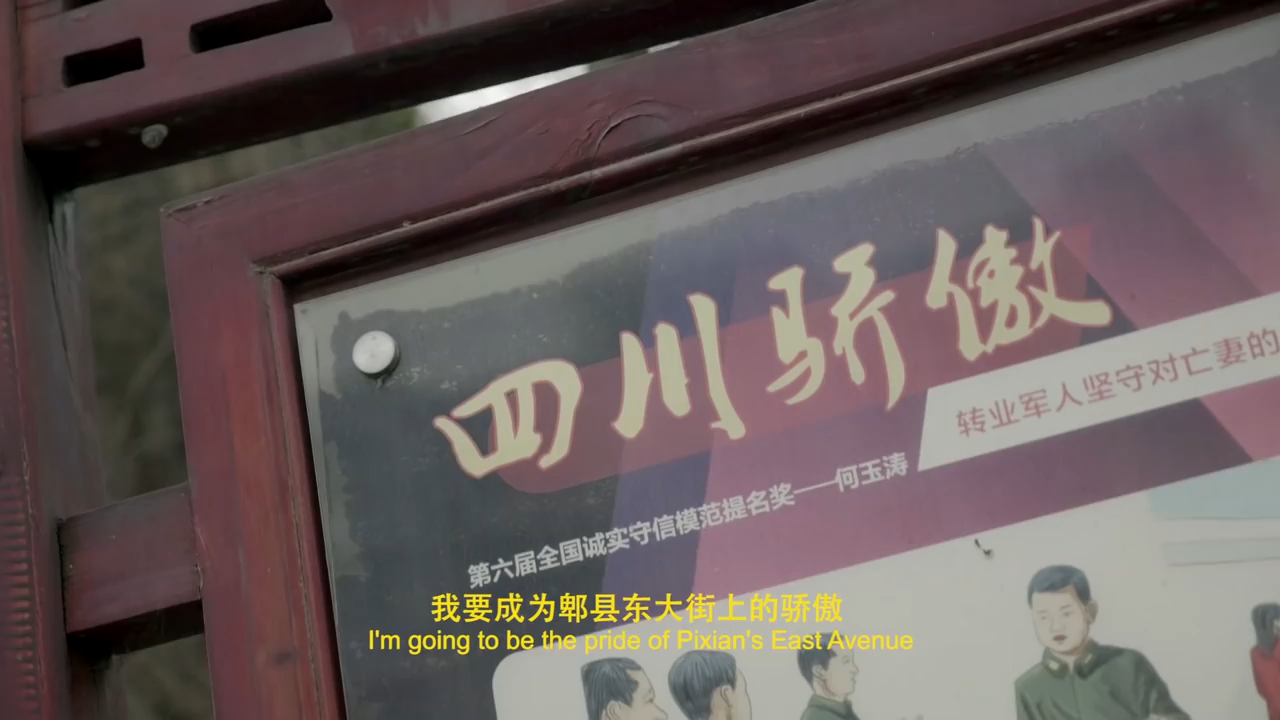 四川骄傲
转业军人坚守对亡妻的
第六届全国诚实守信模范提名奖——何玉涛
我要成为郫县东大街上的骄傲
I'm going to be the pride of Pixian's East Avenue